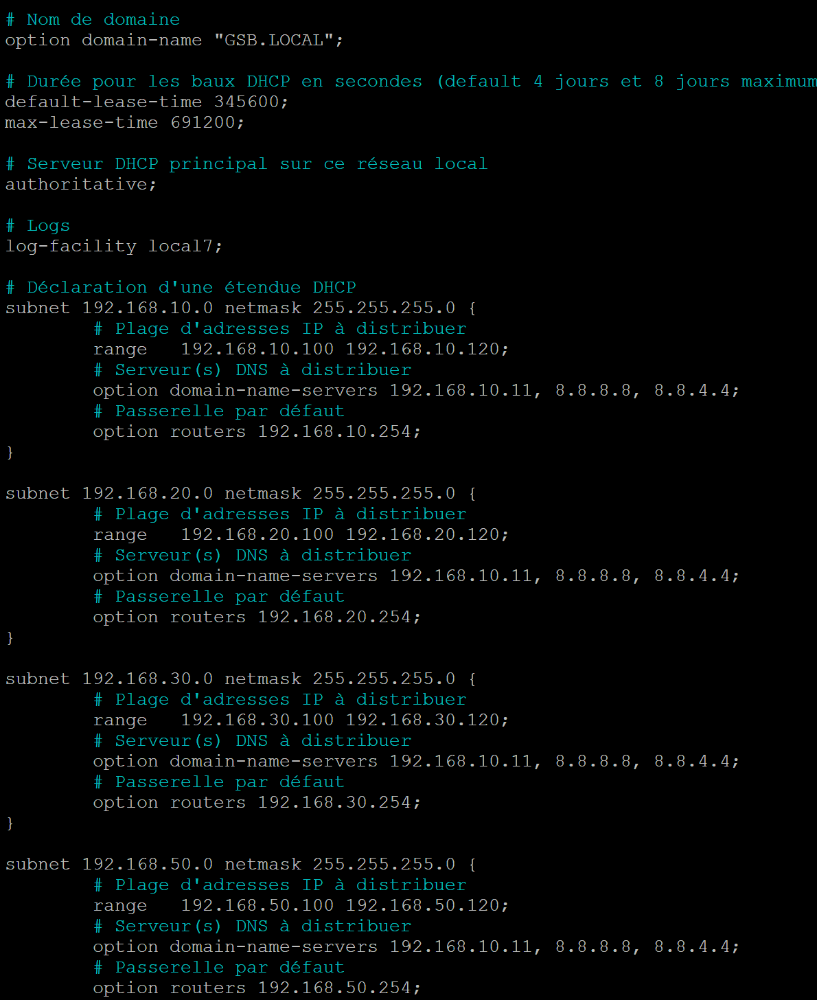 # Nom de domaine
option domain-name "GSB.LOCAL";
# Durée pour les baux DHCP en secondes (default 4 jours et 8 jours maximum
default-lease-time 345600;
max-lease-time 691200;
# Serveur DHCP principal sur ce réseau local
authoritative;
# Logs
log-facility local7;
# Déclaration d'une étendue DHCP
subnet 192.168.10.0 netmask 255.255.255.0 {
# Plage d'adresses IP à distribuer
range   192.168.10.100 192.168.10.120;
# Serveur(s) DNS à distribuer
option domain-name-servers 192.168.10.11, 8.8.8.8, 8.8.4.4;
# Passerelle par défaut
option routers 192.168.10.254;
}
subnet 192.168.20.0 netmask 255.255.255.0 {
# Plage d'adresses IP à distribuer
range   192.168.20.100 192.168.20.120;
# Serveur(s) DNS à distribuer
option domain-name-servers 192.168.10.11, 8.8.8.8, 8.8.4.4;
# Passerelle par défaut
option routers 192.168.20.254;
}
subnet 192.168.30.0 netmask 255.255.255.0 {
# Plage d'adresses IP à distribuer
range   192.168.30.100 192.168.30.120;
# Serveur(s) DNS à distribuer
option domain-name-servers 192.168.10.11, 8.8.8.8, 8.8.4.4;
# Passerelle par défaut
option routers 192.168.30.254;
}
subnet 192.168.50.0 netmask 255.255.255.0 {
# Plage d'adresses IP à distribuer
range   192.168.50.100 192.168.50.120;
# Serveur(s) DNS à distribuer
option domain-name-servers 192.168.10.11, 8.8.8.8, 8.8.4.4;
# Passerelle par défaut
option routers 192.168.50.254;